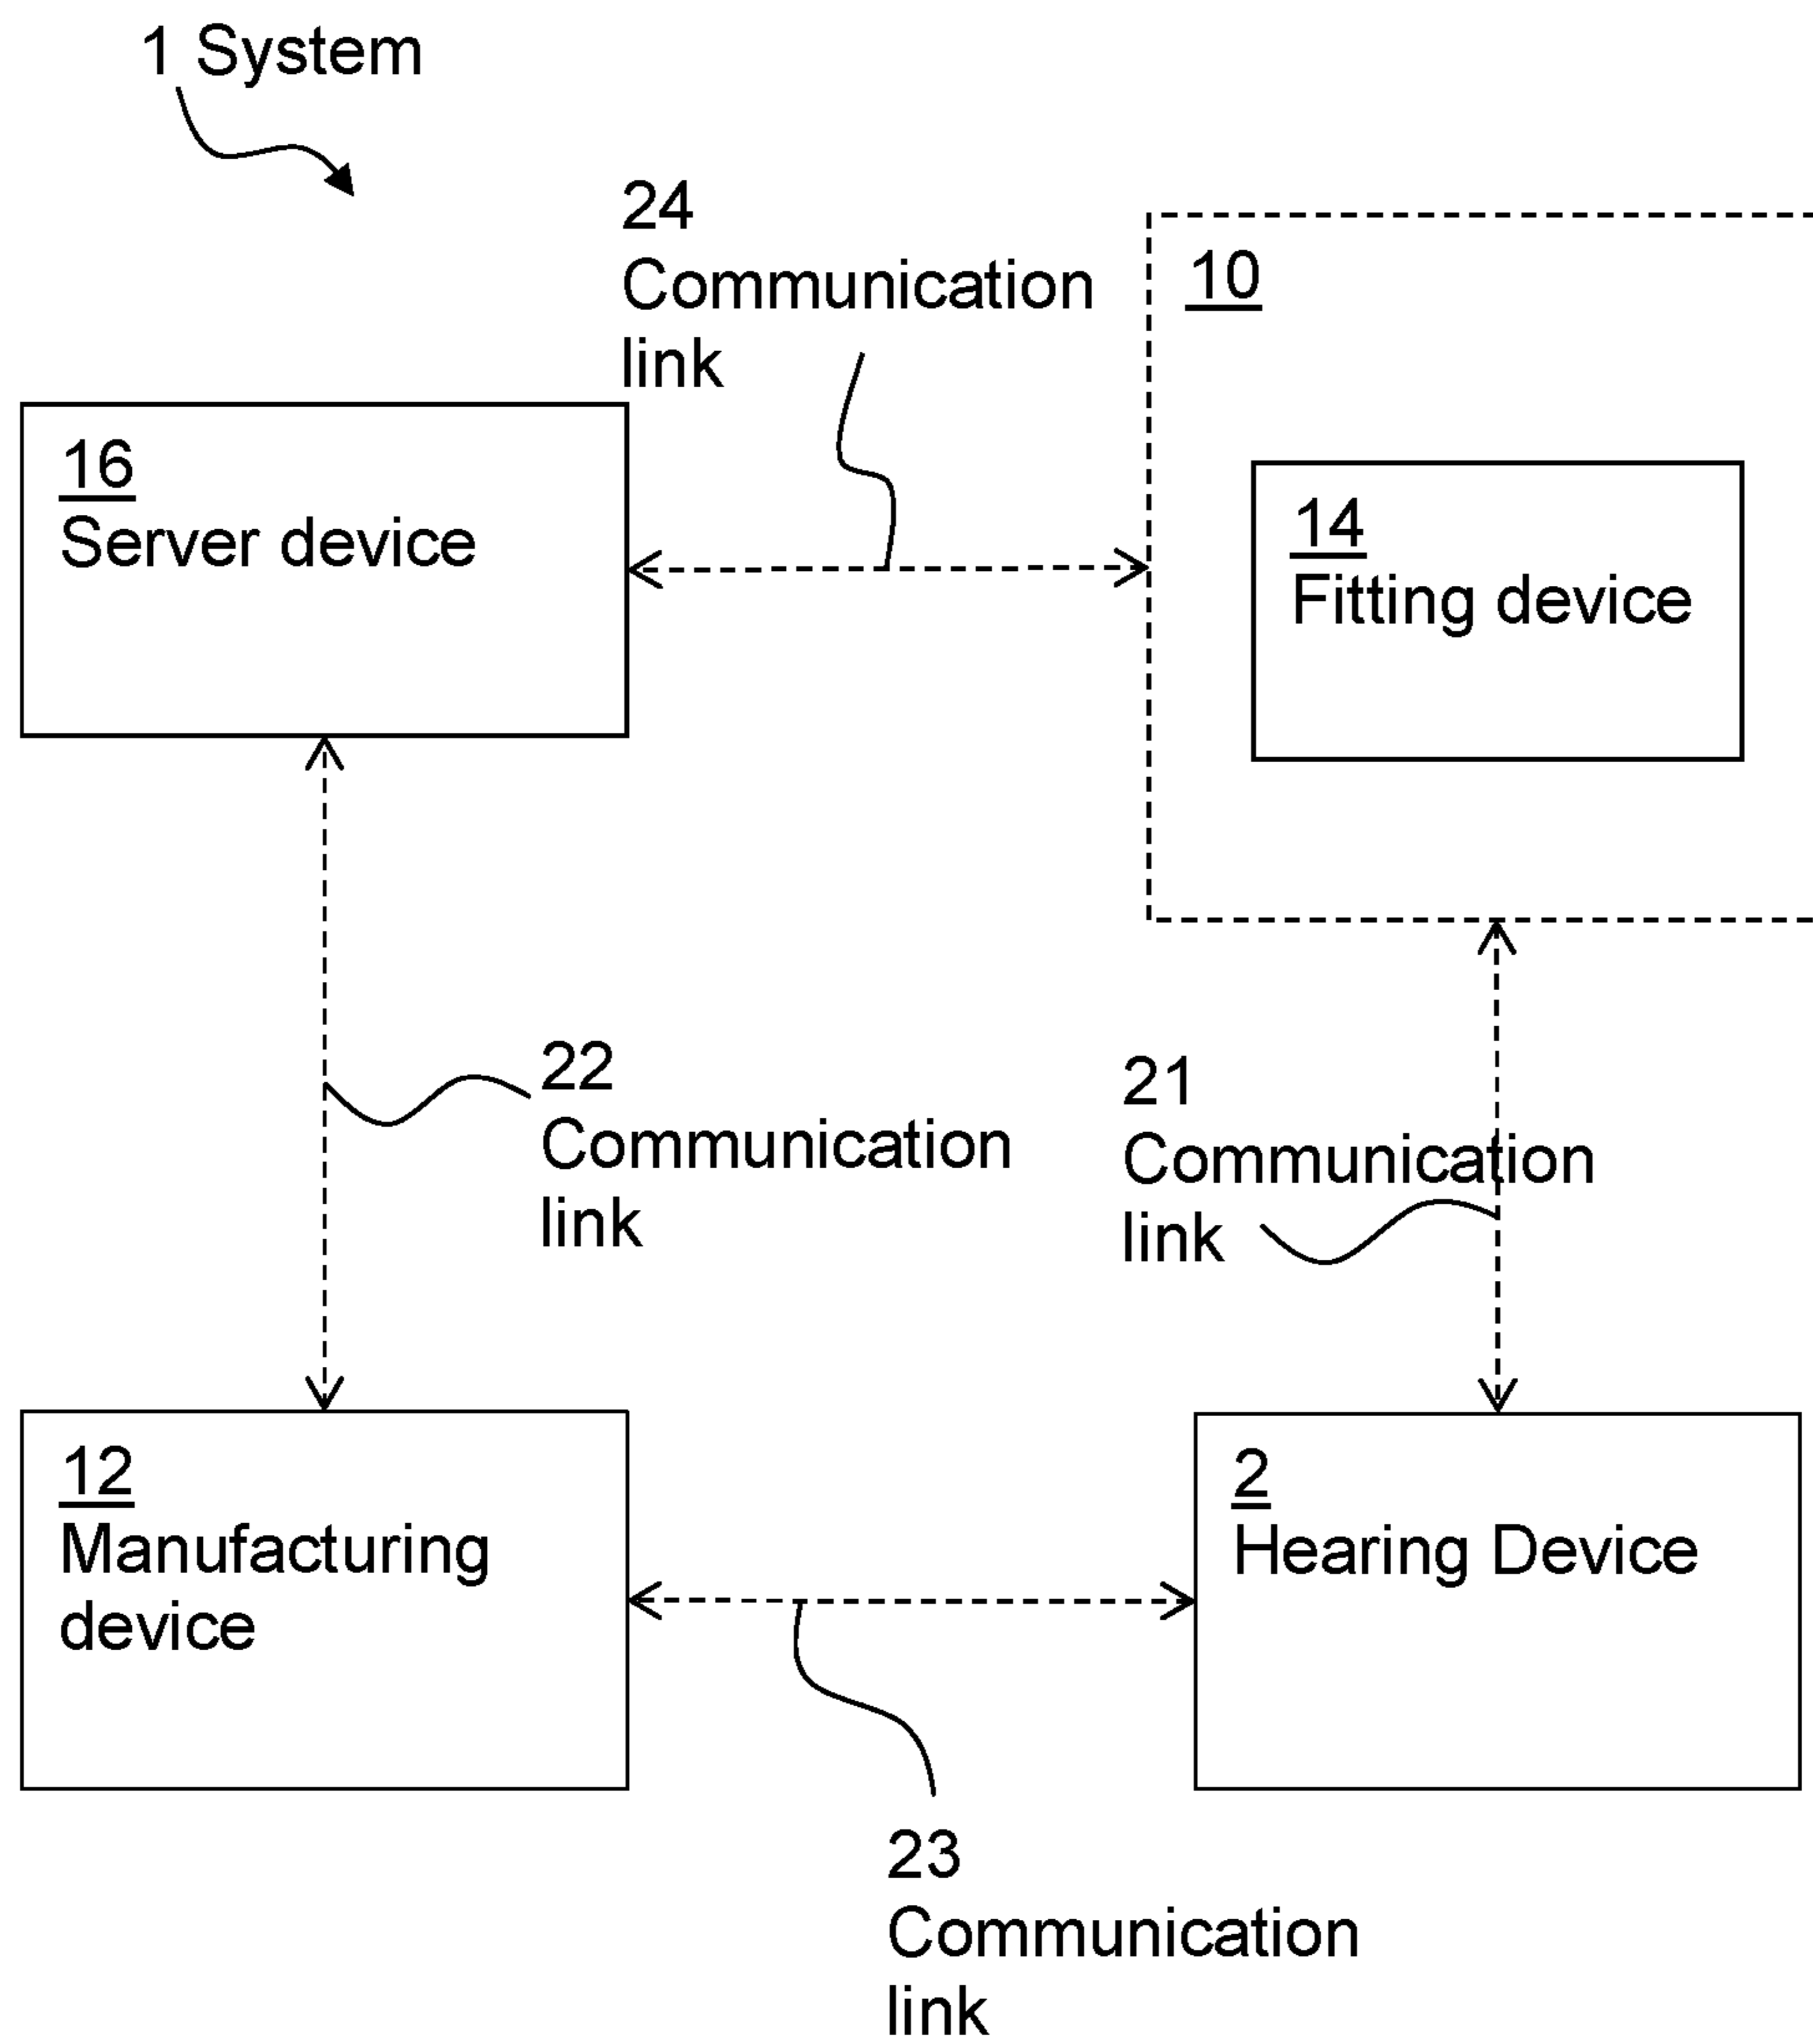 1 System
24
Communication
link
10
16
Server device
14
Fitting device
22
Communication
link
21
Communication
link
12
Manufacturing
device
2
Hearing Device
23
Communication
link